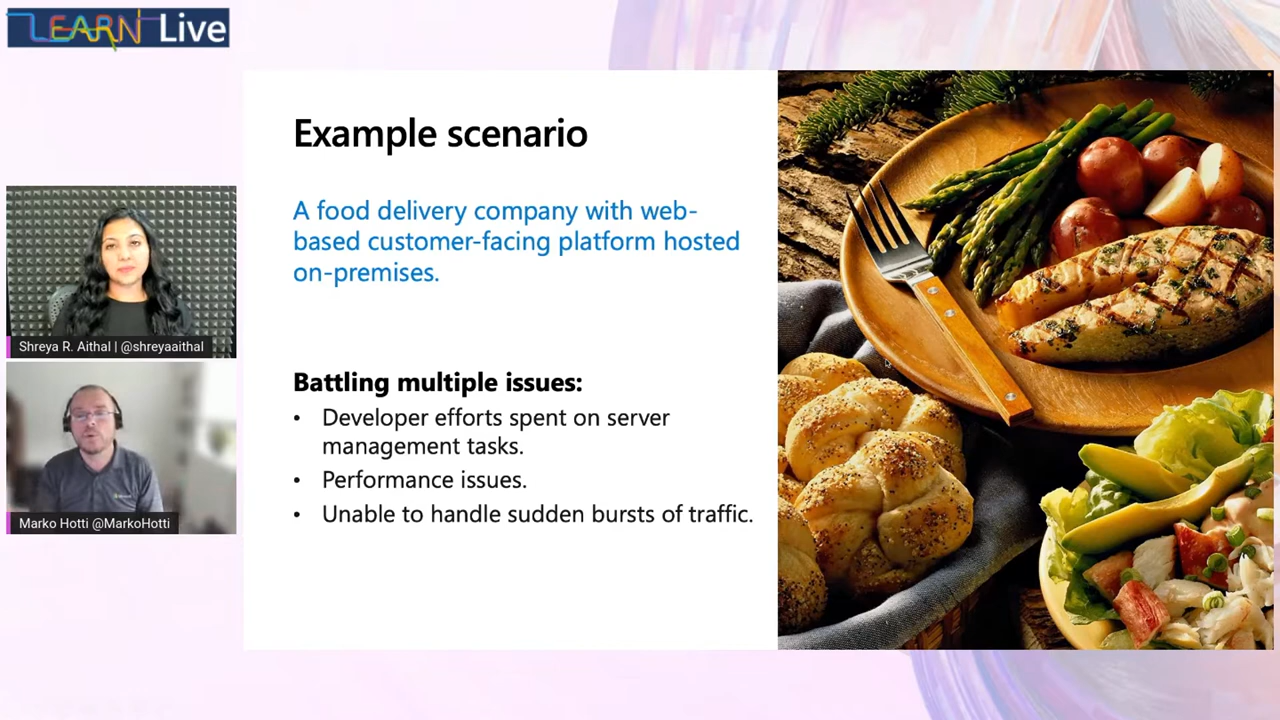 LEARN Live
Example scenario
A food delivery company with web-
based customer-facing platform hosted
on-premises.
Battling multiple issues:
• Developer efforts spent on server
management tasks.
• Performance issues.
• Unable to handle sudden bursts of traffic.
Shreya R. Aithal | @shreyaaithal
Marko Hotti @MarkoHotti